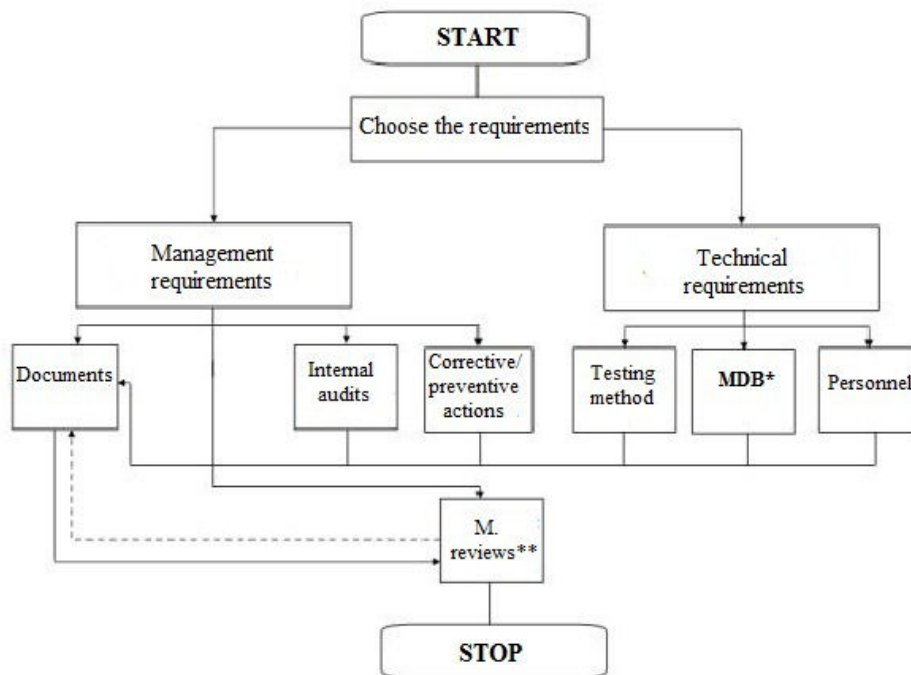 START
Choose the requirements
Management
requirements
Technical
requirements
Documents
Internal
audits
Corrective/
preventive
actions
Testing
method
MDB*
Personnel
M.
reviews**
STOP